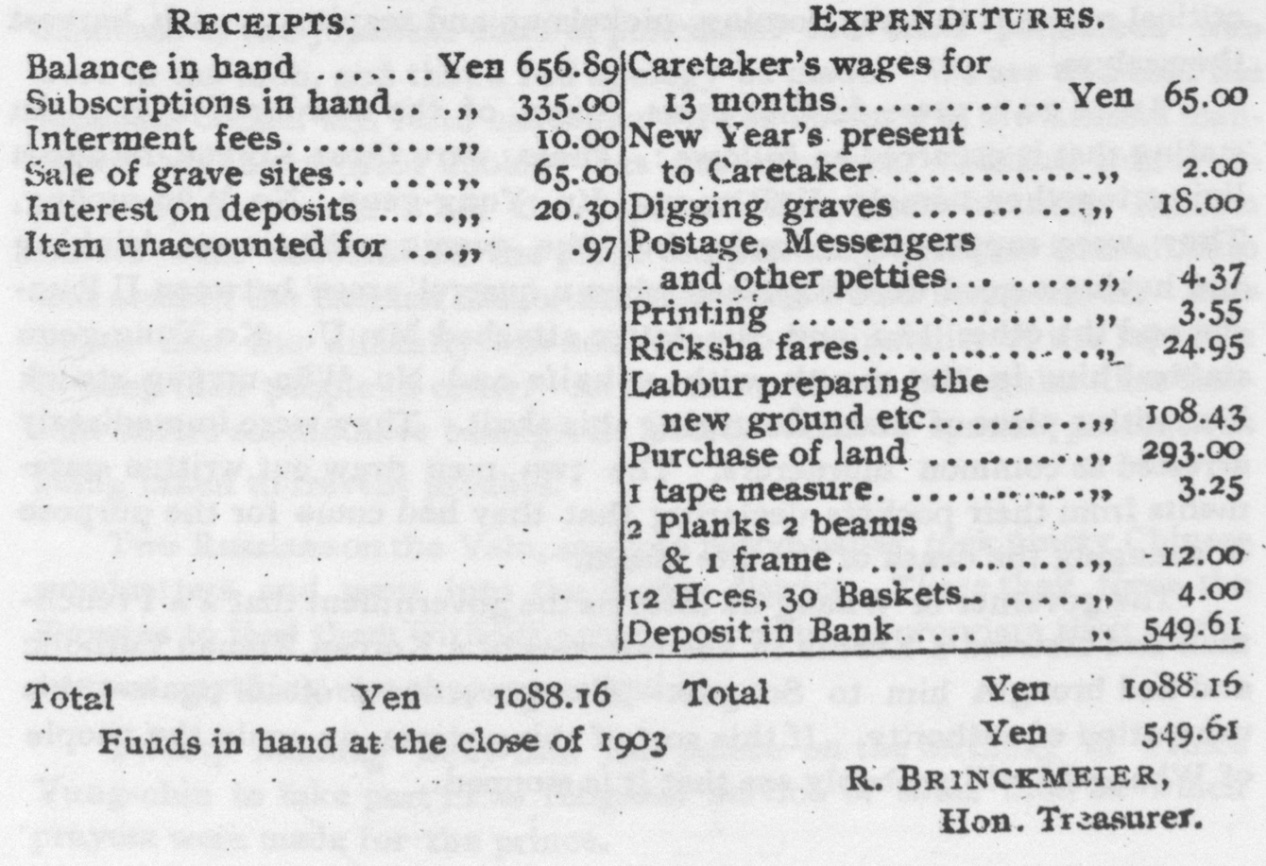 RECEIPTS.
Balance in hand ........ Yen 656.89
Subscriptions in hand....... „ 335.00
Interment fees. ........... „ 10.00
Sale of grave sites ........ „ 65.00
Interest on deposits ....... „ 20.30
Item unaccounted for ..... „ .97
EXPENDITURES.
Caretaker's wages for
13 months............... Yen 65.00
New Year's present
to Caretaker............... „ 2.00
Digging graves ............. „ 18.00
Postage, Messengers
and other petties .......... „ 4.37
Printing .................... „ 3.55
Ricksha fares............... „ 24.95
Labour preparing the
new ground etc. .......... „ 108.43
Purchase of land ........... „ 293.00
1 tape measure. ............ „ 3.25
2 Planks 2 beams
& 1 frame................. „ 12.00
12 Hces, 30 Baskets... ..... „ 4.00
Deposit in Bank............ „ 549.61
Total Yen 1088.16 Total Yen 1088.16
Funds in hand at the close of 1903 Yen 549.61
R. BRINCKMEIER,
Hon. Treasurer.